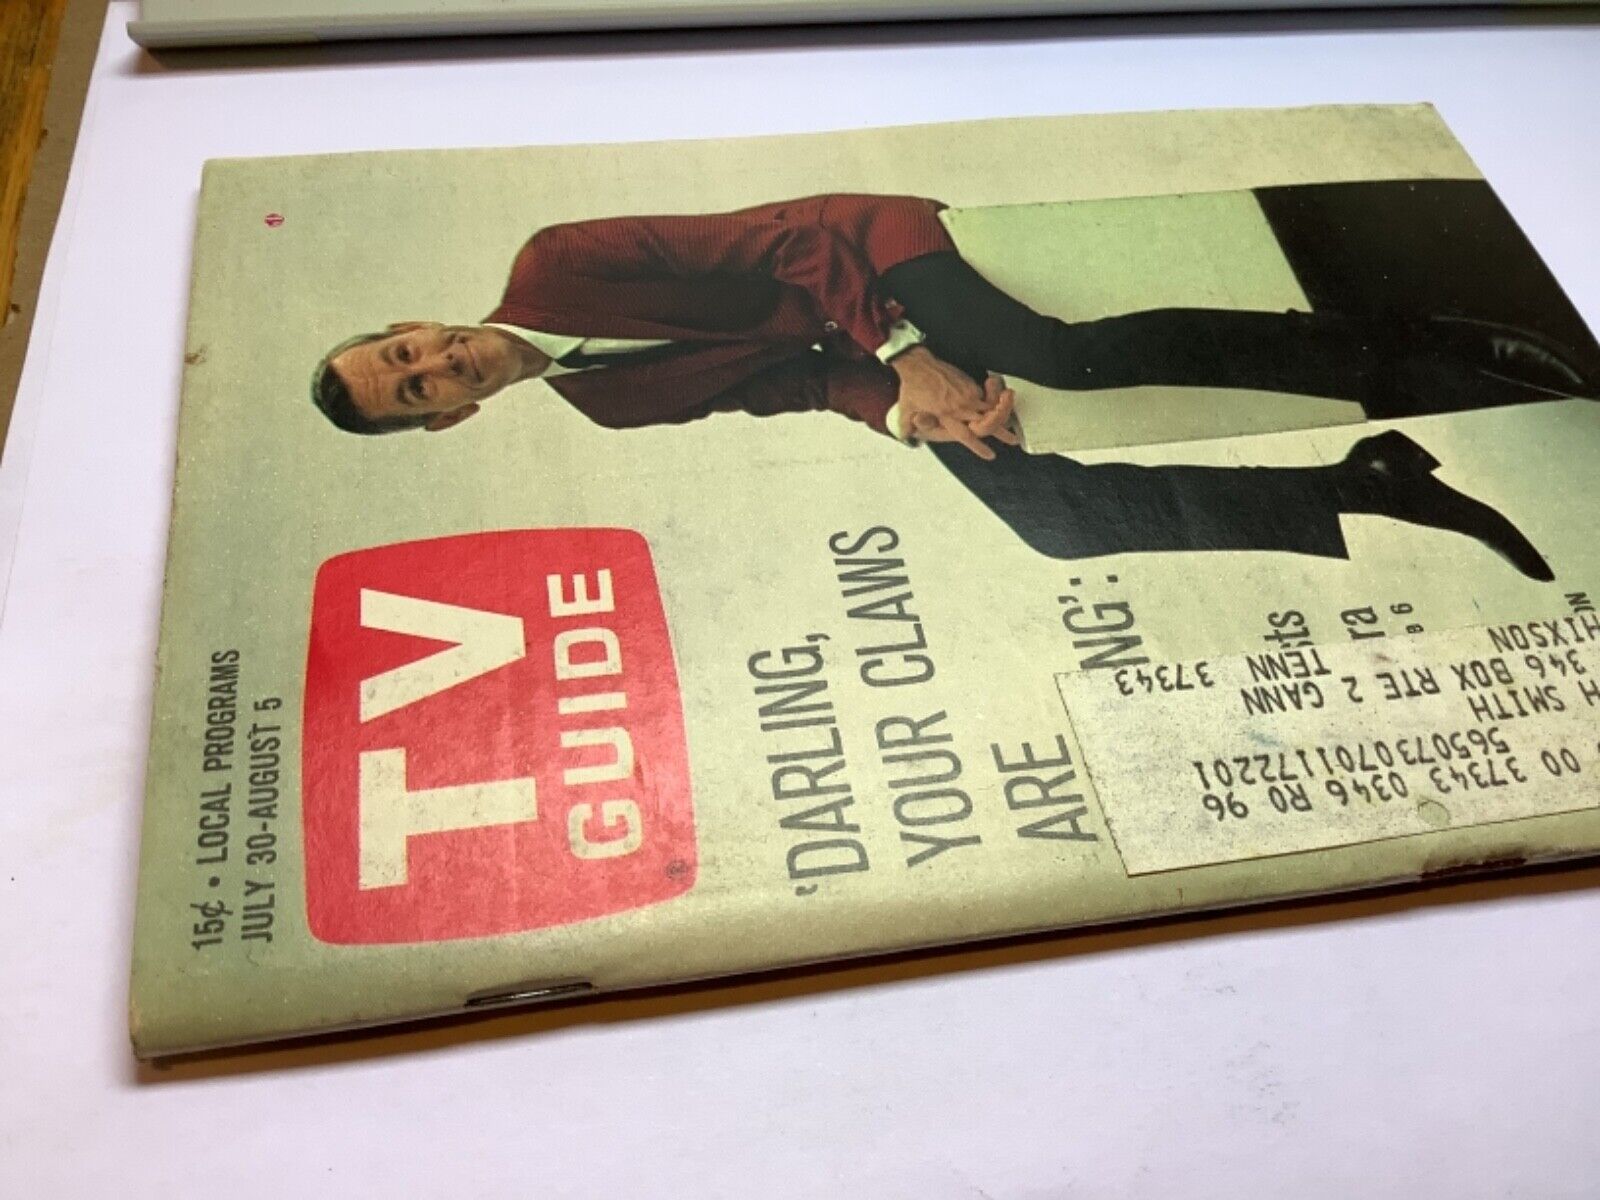 15¢ • LOCAL PROGRAMS
JULY 30-AUGUST 5
TV
GUIDE
®
'DARLING,
YOUR CLAWS
ARE
NG':
00 37343 0346 RO 96
5650730701172201
H SMITH
346 BOX RTE 2 GANN
HIXSON TENN 37343